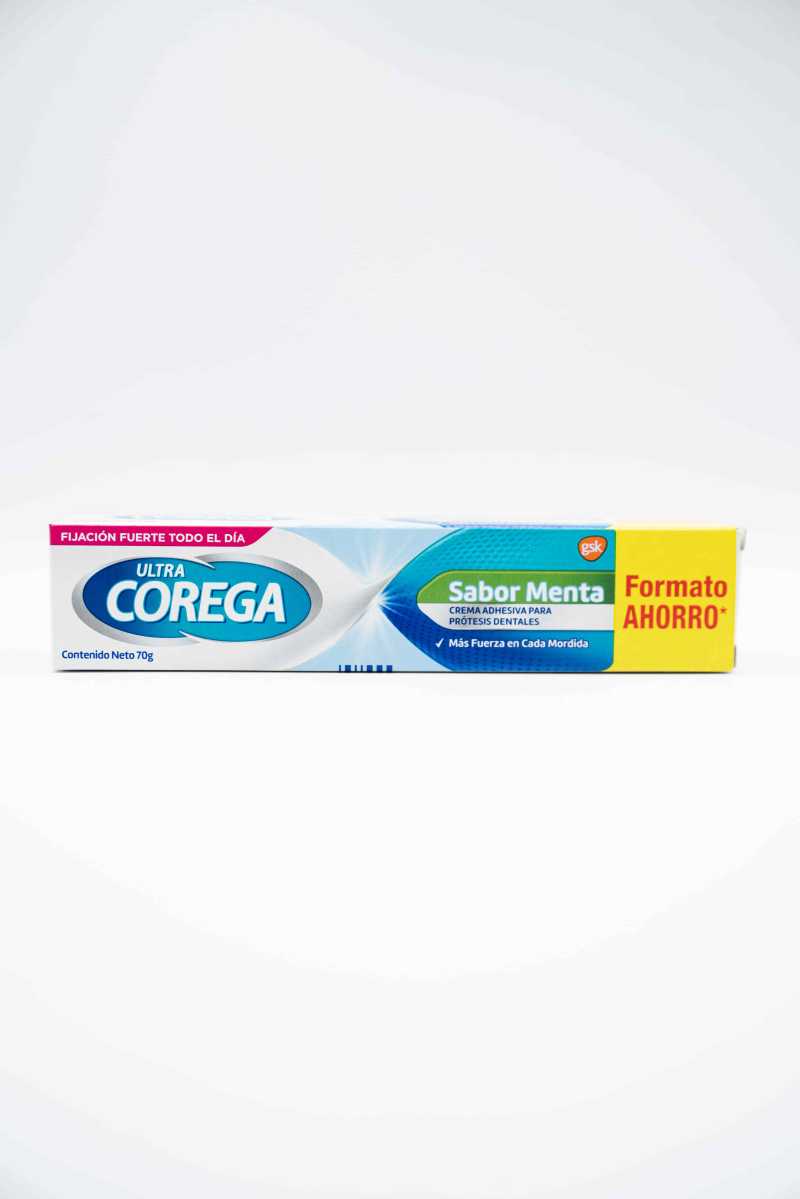 FIJACIÓN FUERTE TODO EL DÍA
ULTRA
COREGA
Contenido Neto 70g
gsk
Sabor Menta
CREMA ADHESIVA PARA
PRÓTESIS DENTALES
✓ Más Fuerza en Cada Mordida
Formato
AHORRO*